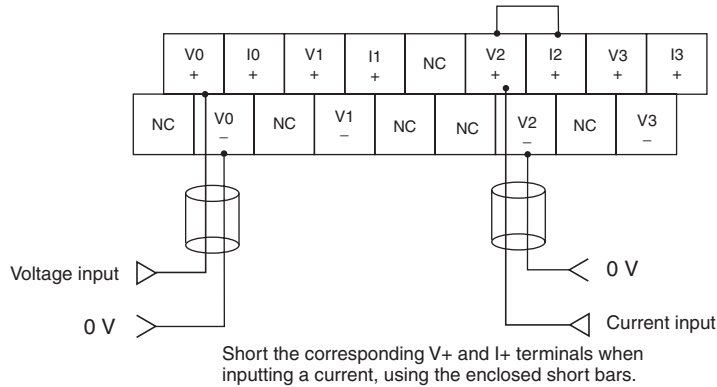 V0 I0 V1 I1 NC V2 I2 V3 I3
+ + + + + + + +
NC V0 NC V1 NC NC V2 NC V3
– – – –
Voltage input
0 V
0 V
Current input
Short the corresponding V+ and I+ terminals when
inputting a current, using the enclosed short bars.